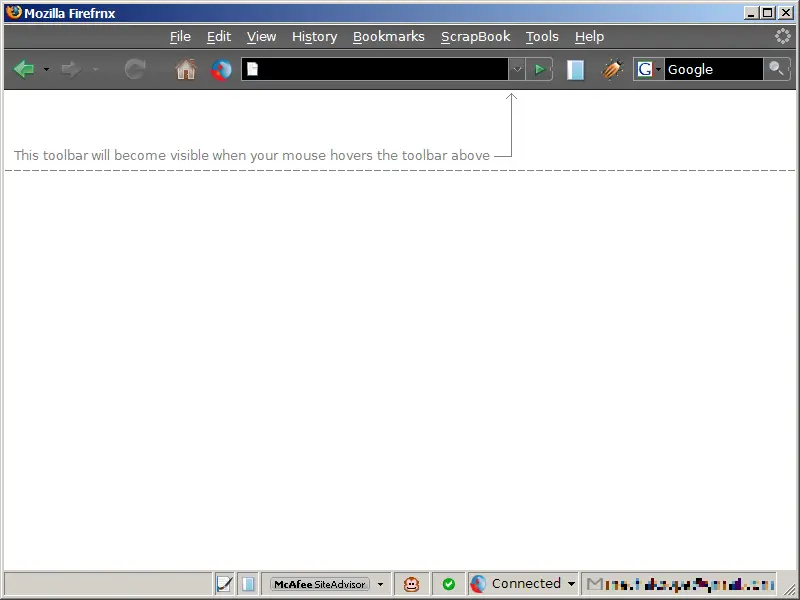 Mozilla Firefrnx
File Edit View History Bookmarks ScrapBook Tools Help
G Google
This toolbar will become visible when your mouse hovers the toolbar above
McAfee SiteAdvisor Connected